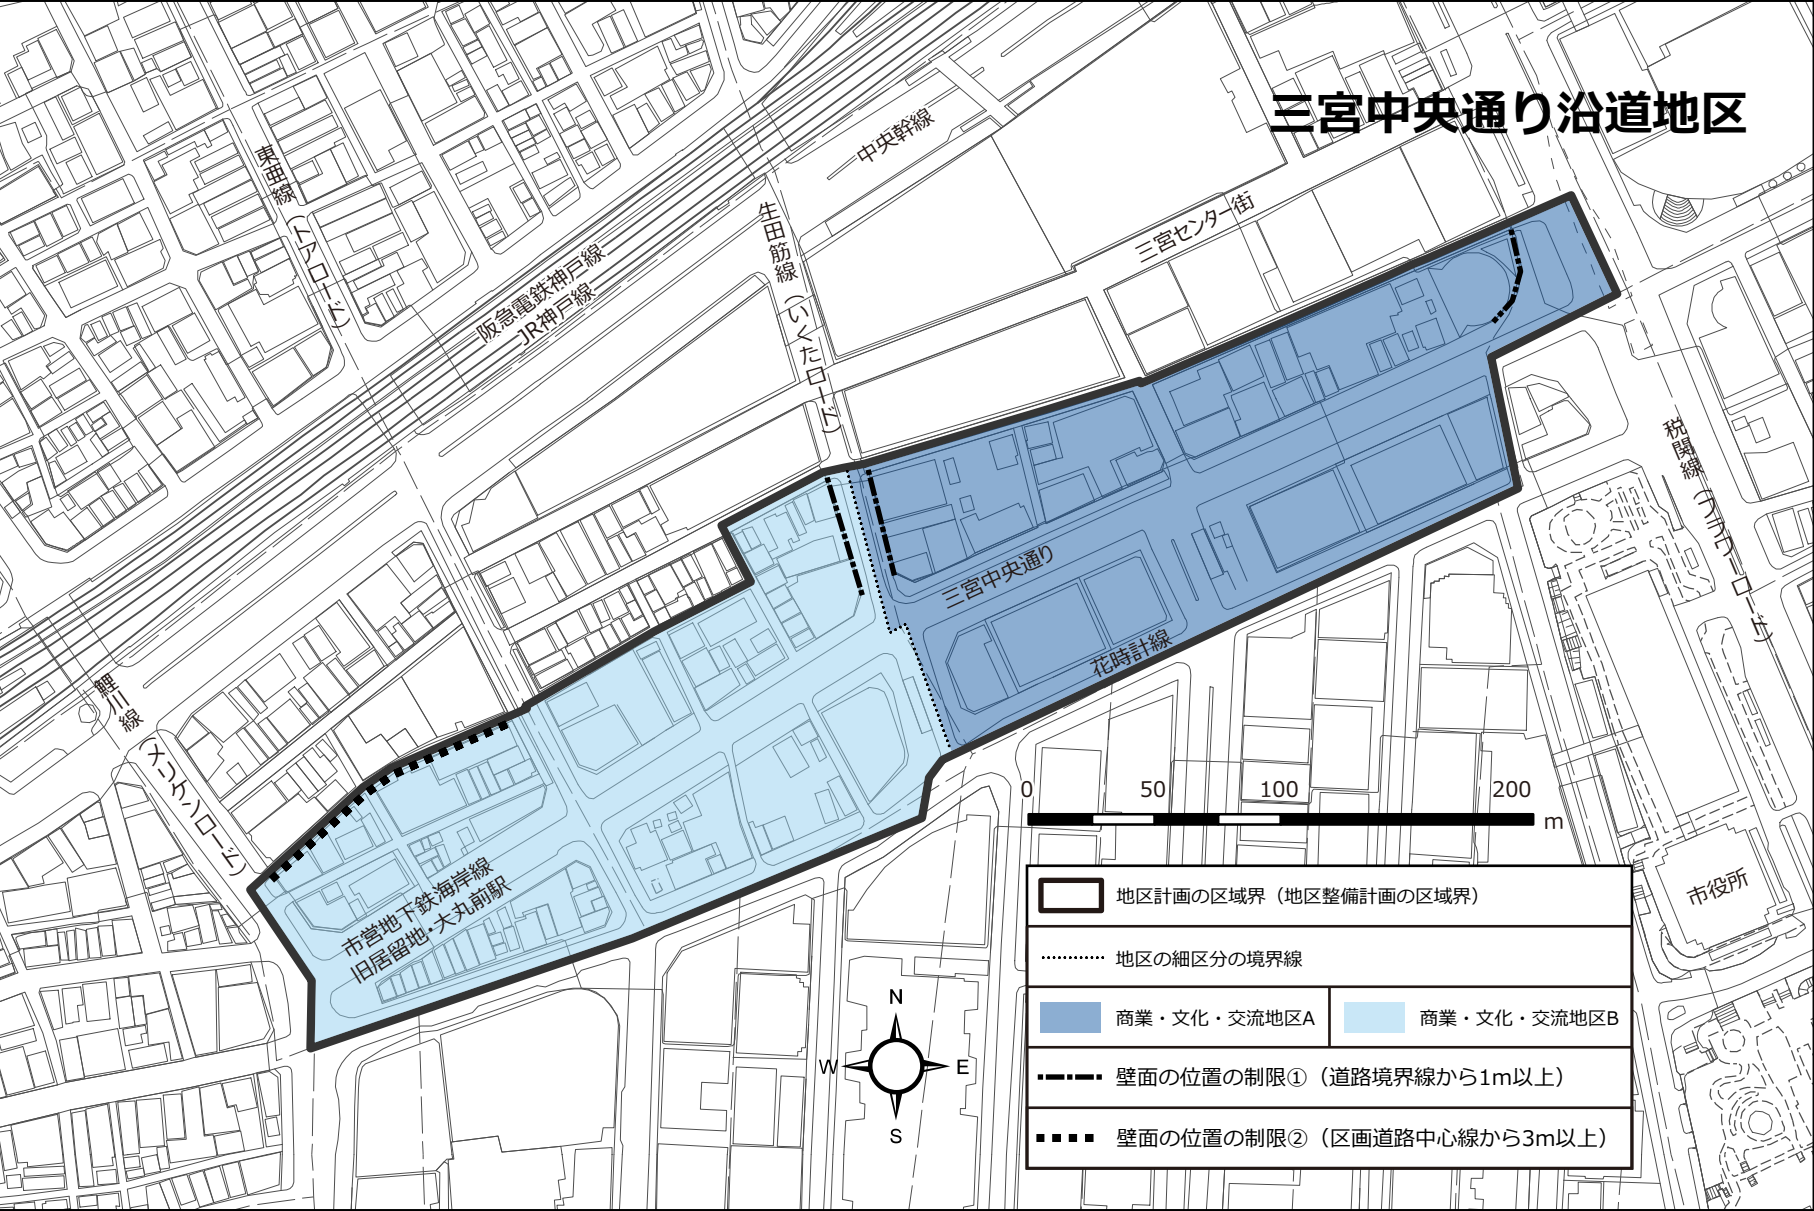 三宮中央通り沿道地区
中央幹線
東亜線（トアロード）
生田筋線（いくたロード）
三宮センター街
阪急電鉄神戸線
JR神戸線
税関線（フラワーロード）
三宮中央通り
花時計線
鯉川線（メリケンロード）
市営地下鉄海岸線
旧居留地・大丸前駅
市役所
0 50 100 200 m
地区計画の区域界（地区整備計画の区域界）
地区の細区分の境界線
商業・文化・交流地区A 商業・文化・交流地区B
壁面の位置の制限①（道路境界線から1m以上）
壁面の位置の制限②（区画道路中心線から3m以上）
N
W E
S